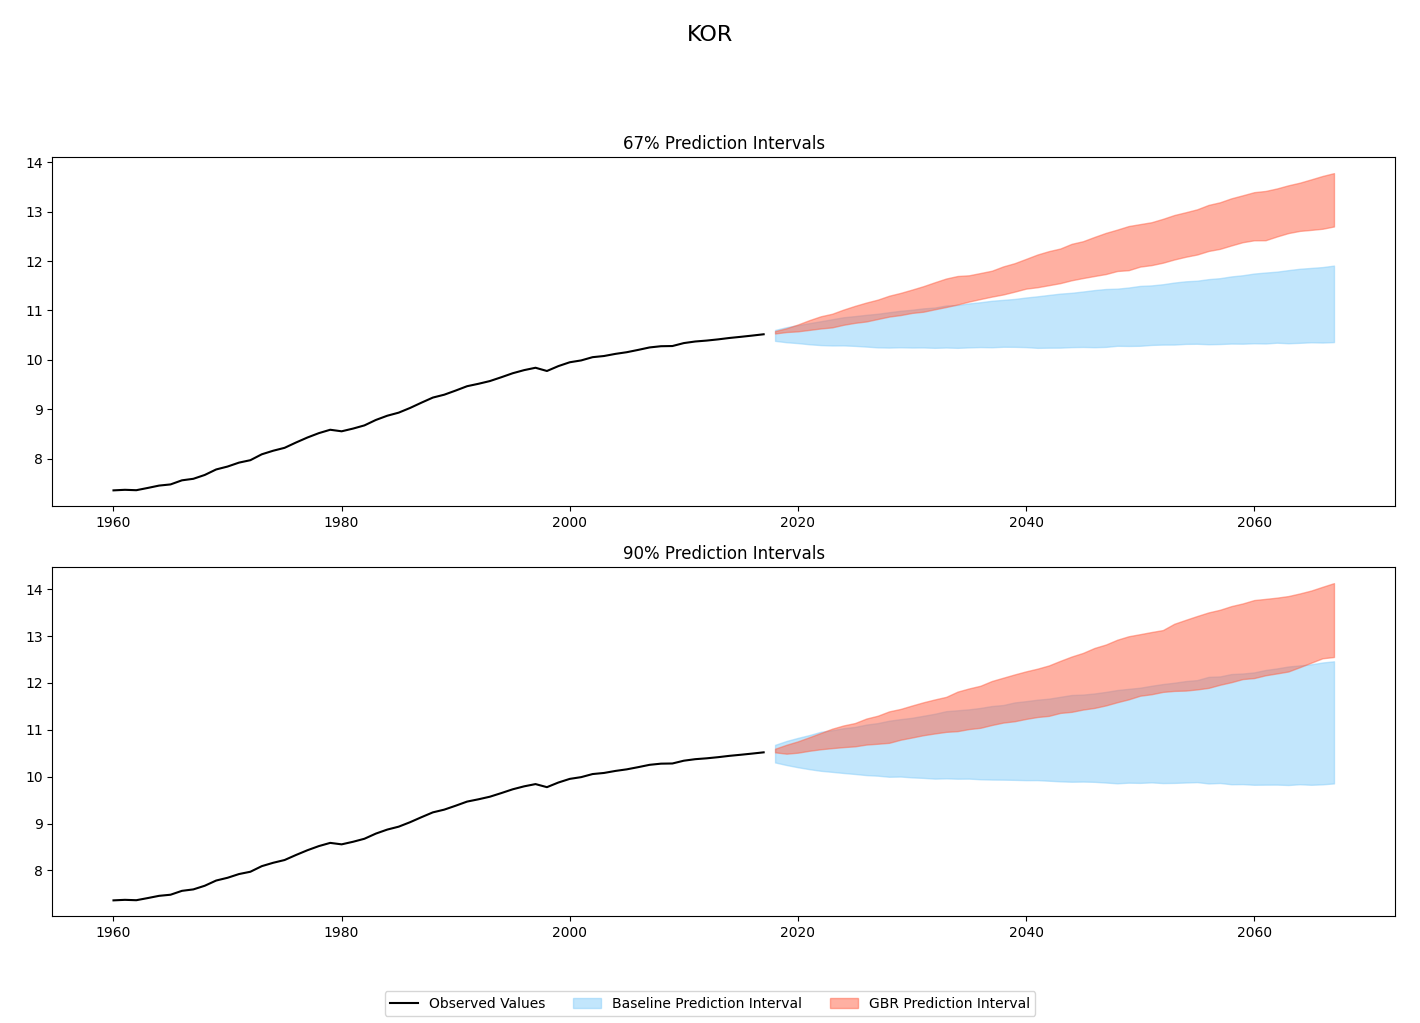 KOR
67% Prediction Intervals
14
13
12
11
10
9
8
1960 1980 2000 2020 2040 2060
90% Prediction Intervals
14
13
12
11
10
9
8
1960 1980 2000 2020 2040 2060
Observed Values Baseline Prediction Interval GBR Prediction Interval